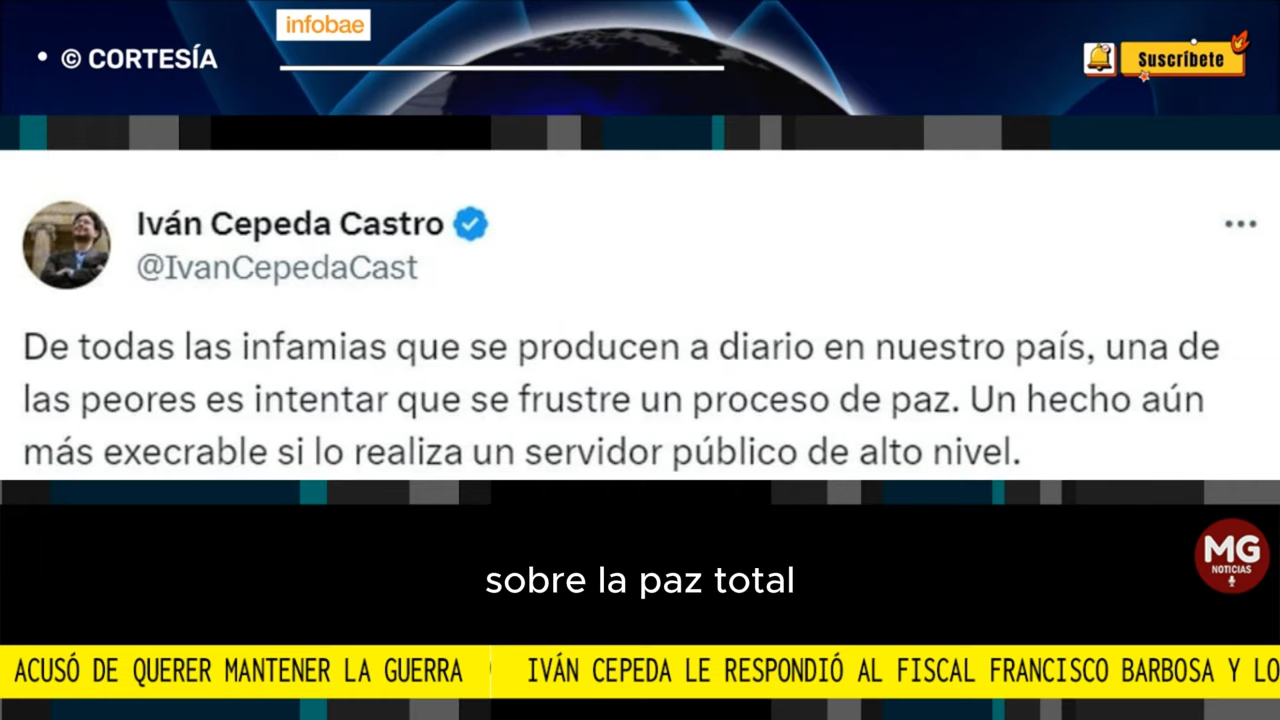 infobae
• © CORTESÍA
Suscríbete
Iván Cepeda Castro
@IvanCepedaCast
De todas las infamias que se producen a diario en nuestro país, una de
las peores es intentar que se frustre un proceso de paz. Un hecho aún
más execrable si lo realiza un servidor público de alto nivel.
MG
NOTICIAS
sobre la paz total
ACUSÓ DE QUERER MANTENER LA GUERRA
IVÁN CEPEDA LE RESPONDIÓ AL FISCAL FRANCISCO BARBOSA Y LO